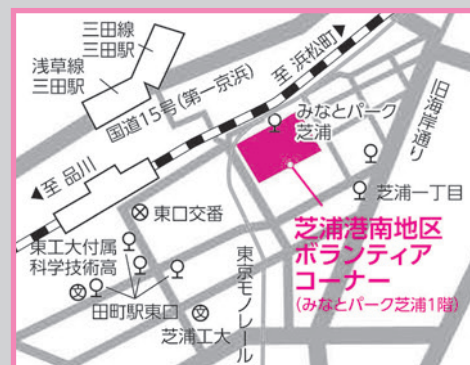 三田線
三田駅
浅草線
三田駅
国道15号(第一京浜)
至 浜松町
旧海岸通り
みなとパーク
芝浦
至 品川
芝浦一丁目
東口交番
芝浦港南地区
ボランティア
コーナー
(みなとパーク芝浦1階)
東工大付属
科学技術高
田町駅東口
芝浦工大
東京モノレール